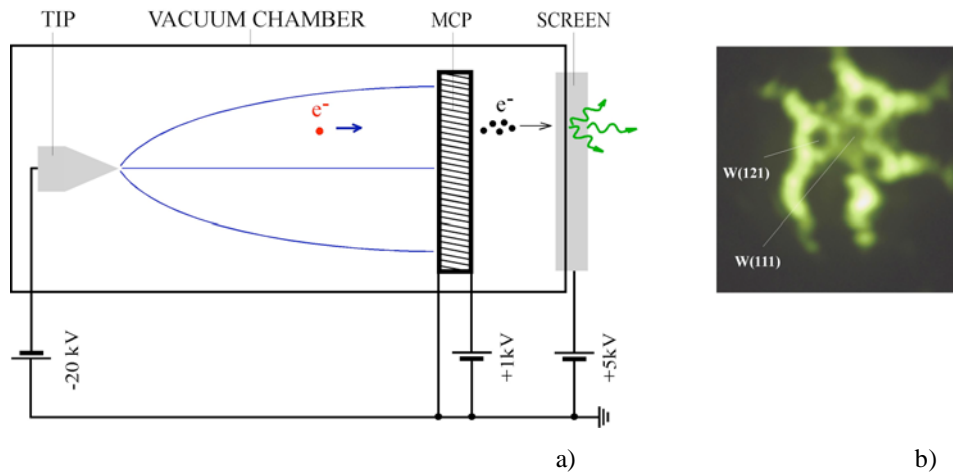 TIP VACUUM CHAMBER MCP SCREEN
e-
e-
-20 kV
+1kV
+5kV
W(121)
W(111)
a) b)